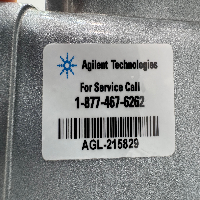 Agilent Technologies
For Service Call
1-877-467-6262
AGL-215829